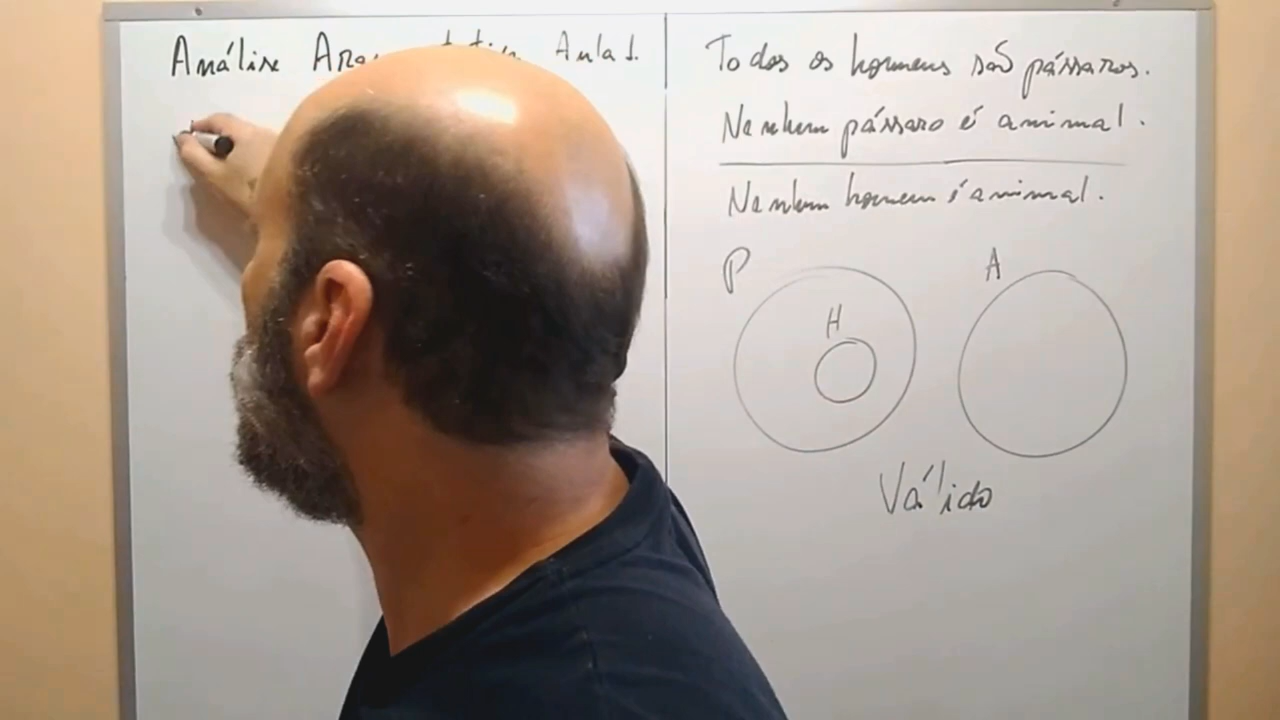 Análise Aula 1.
Todos os homens são pássaros.
Nenhum pássaro é animal.
Nenhum homem é animal.
P
A
H
Válido